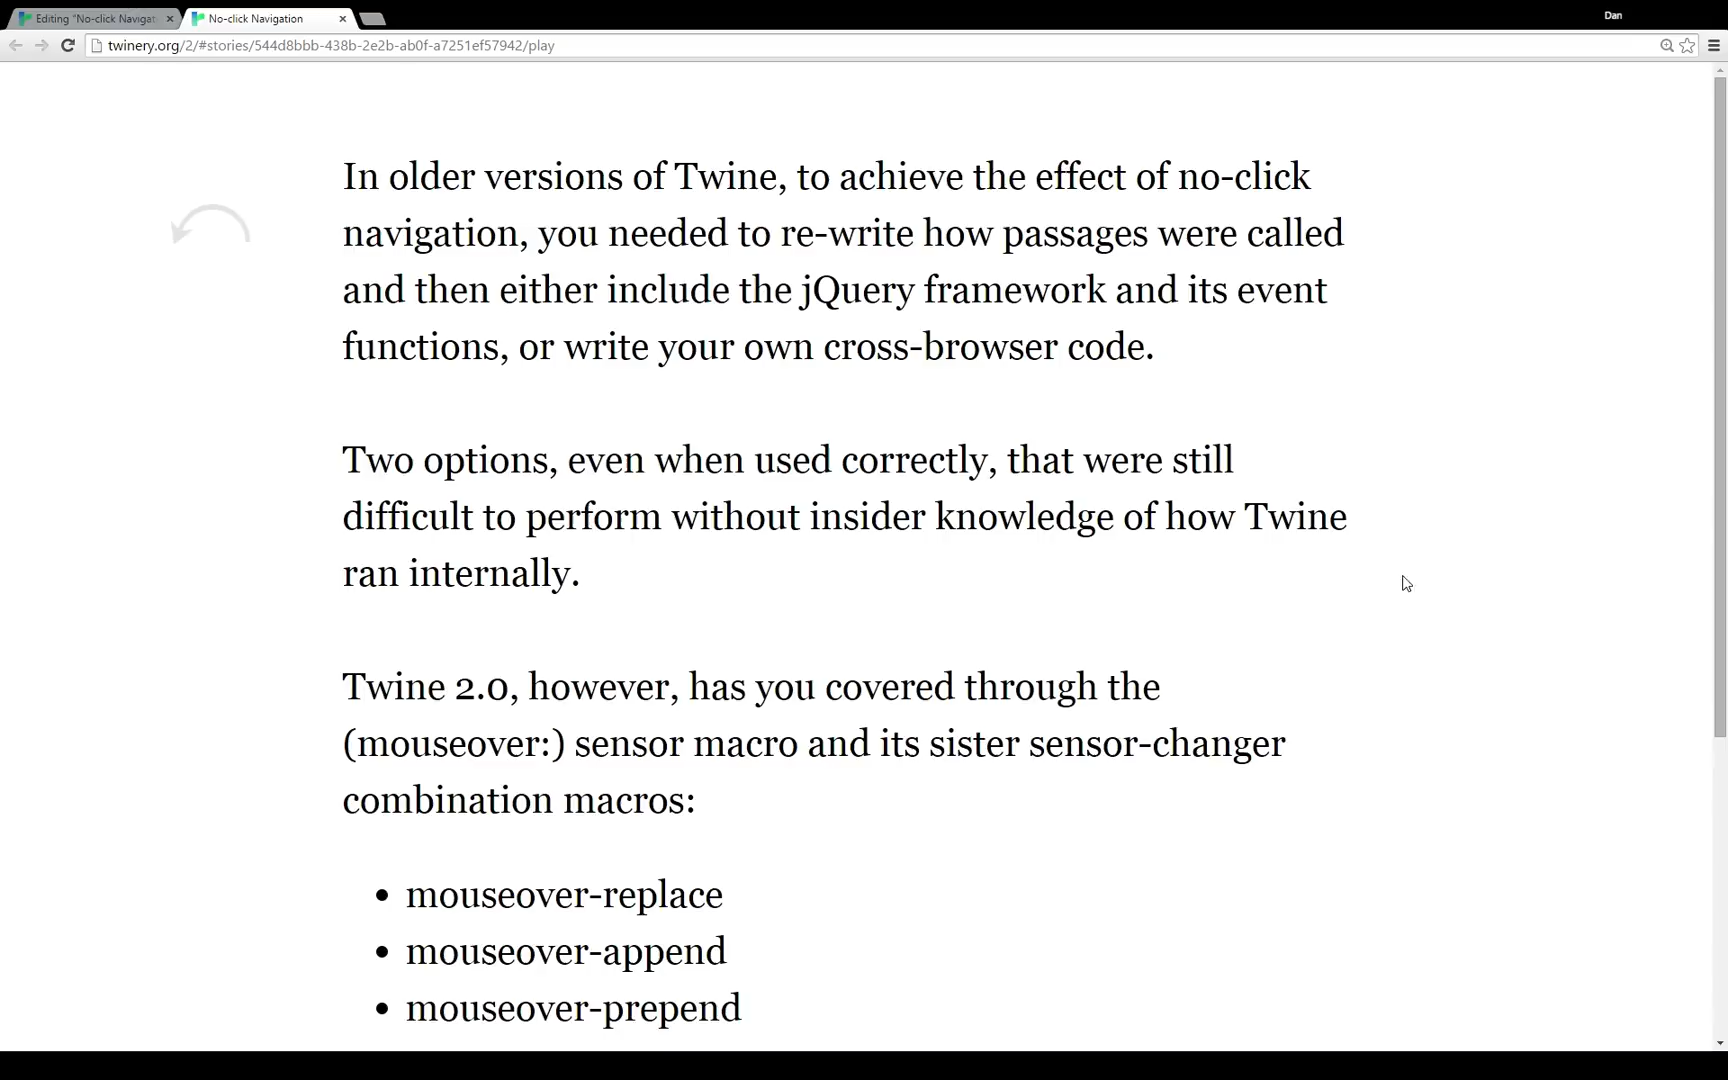 Editing "No-click Navigat
No-click Navigation
Dan
twinery.org/2/#stories/544d8bbb-438b-2e2b-ab0f-a7251ef57942/play
In older versions of Twine, to achieve the effect of no-click
navigation, you needed to re-write how passages were called
and then either include the jQuery framework and its event
functions, or write your own cross-browser code.
Two options, even when used correctly, that were still
difficult to perform without insider knowledge of how Twine
ran internally.
Twine 2.0, however, has you covered through the
(mouseover:) sensor macro and its sister sensor-changer
combination macros:
• mouseover-replace
• mouseover-append
• mouseover-prepend